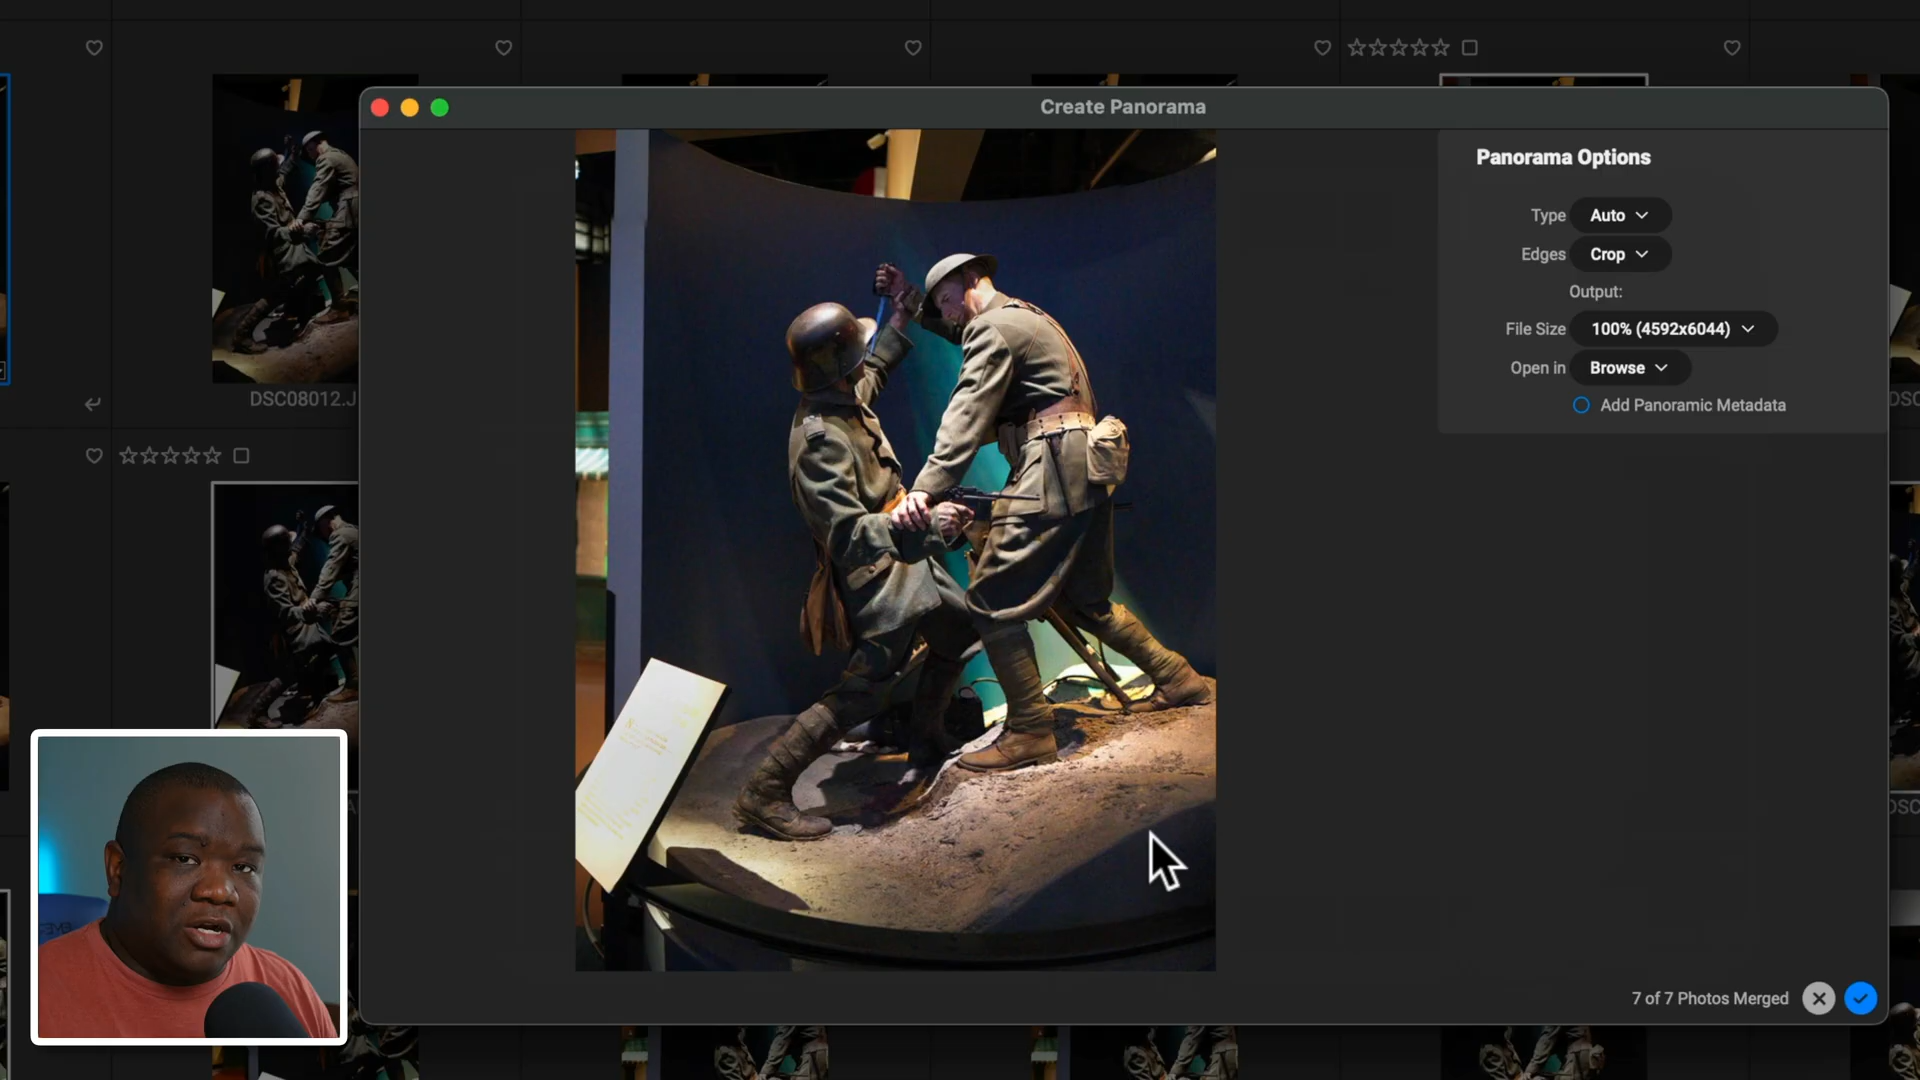 Create Panorama
Panorama Options
Type Auto
Edges Crop
Output:
File Size 100% (4592x6044)
Open in Browse
Add Panoramic Metadata
DSC08012.J
DSC
DSC
7 of 7 Photos Merged